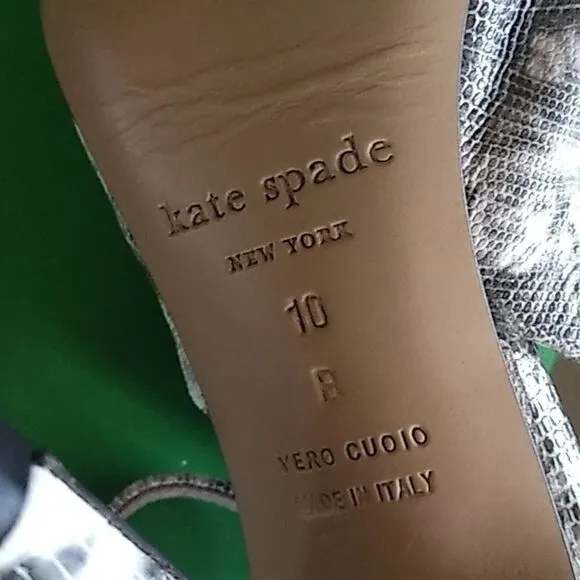 kate spade
NEW YORK
10
B
VERO CUOIO
MADE IN ITALY